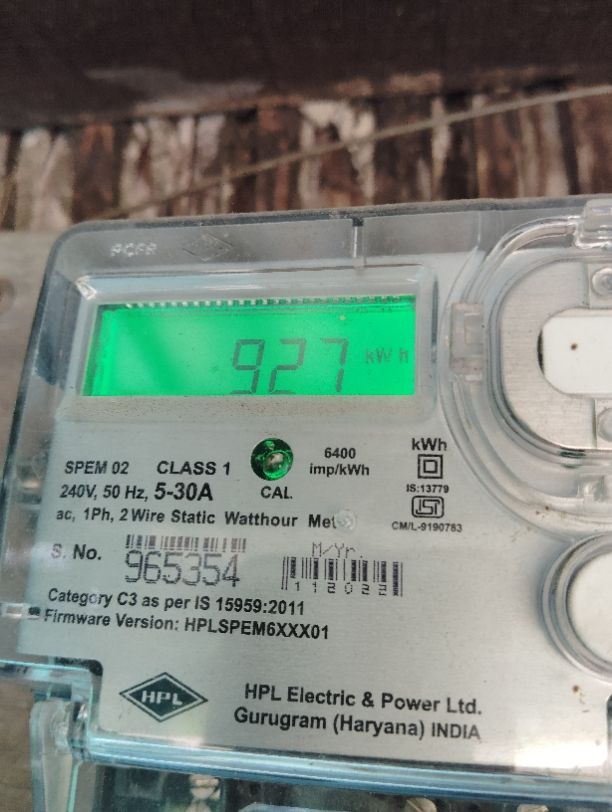 927 kWh
SPEM 02 CLASS 1
6400
imp/kWh
240V, 50 Hz, 5-30A
CAL.
kWh
IS:13779
ISI
CM/L-9190783
ac, 1Ph, 2 Wire Static Watthour
S. No. 965354
M/Yr.
112022
Category C3 as per IS 15959:2011
Firmware Version: HPLSPEM6XXX01
HPL
HPL Electric & Power Ltd.
Gurugram (Haryana) INDIA